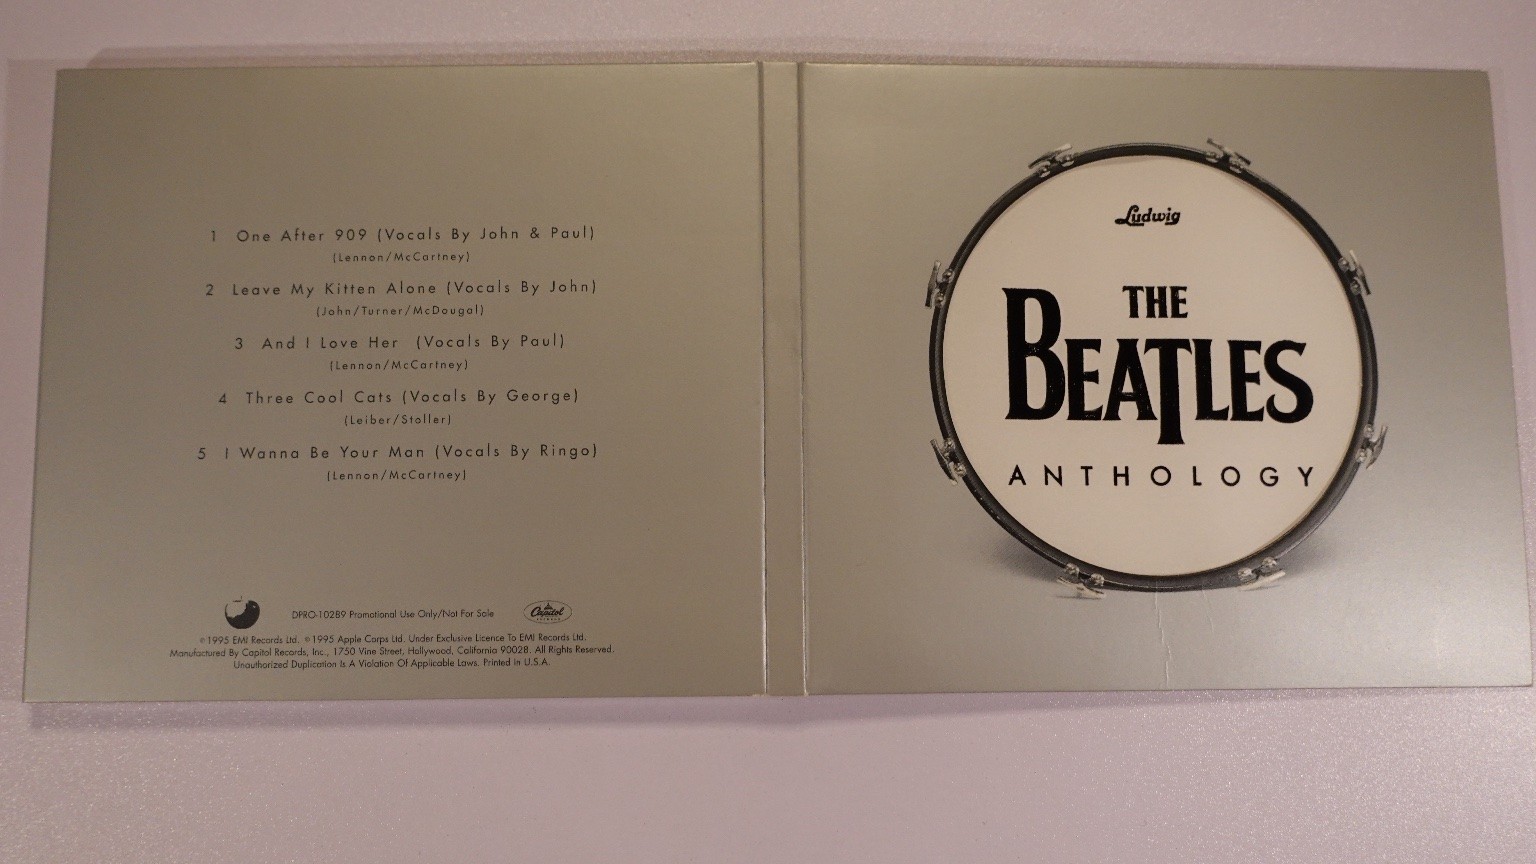 1 One After 909 (Vocals By John & Paul)
(Lennon/McCartney)
2 Leave My Kitten Alone (Vocals By John)
(John/Turner/McDougal)
3 And I Love Her (Vocals By Paul)
(Lennon/McCartney)
4 Three Cool Cats (Vocals By George)
(Leiber/Stoller)
5 I Wanna Be Your Man (Vocals By Ringo)
(Lennon/McCartney)
DPRO-10289 Promotional Use Only/Not For Sale
Capitol
℗1995 EMI Records Ltd. ©1995 Apple Corps Ltd. Under Exclusive Licence To EMI Records Ltd.
Manufactured By Capitol Records, Inc., 1750 Vine Street, Hollywood, California 90028. All Rights Reserved.
Unauthorized Duplication Is A Violation Of Applicable Laws. Printed In U.S.A.
Ludwig
THE
BEATLES
ANTHOLOGY